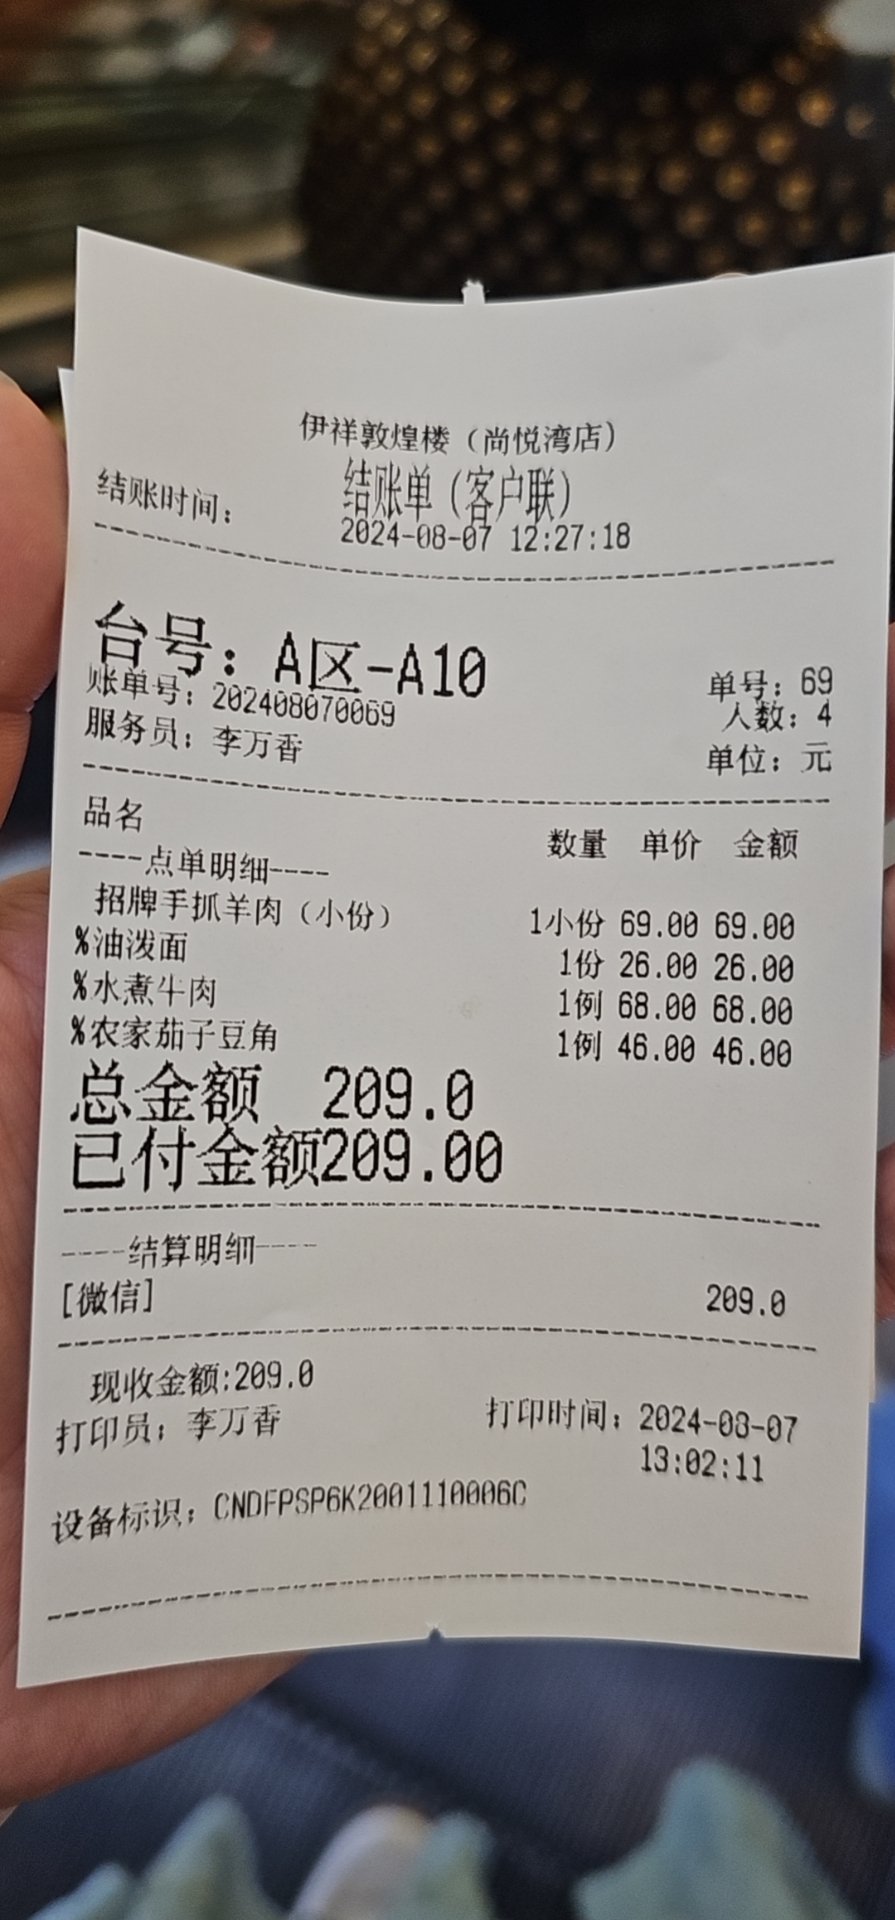 伊祥敦煌楼（尚悦湾店）
结账单（客户联）
结账时间： 2024-08-07 12:27:18
台号：A区-A10
账单号：202408070069 单号：69
人数：4
服务员：李万香 单位：元
品名 数量 单价 金额
----点单明细----
招牌手抓羊肉（小份） 1小份 69.00 69.00
%油泼面 1份 26.00 26.00
%水煮牛肉 1例 68.00 68.00
%农家茄子豆角 1例 46.00 46.00
总金额 209.0
已付金额209.00
----结算明细----
[微信] 209.0
现收金额:209.0
打印员：李万香 打印时间：2024-08-07
13:02:11
设备标识：CNDFPSP6K2001110006C